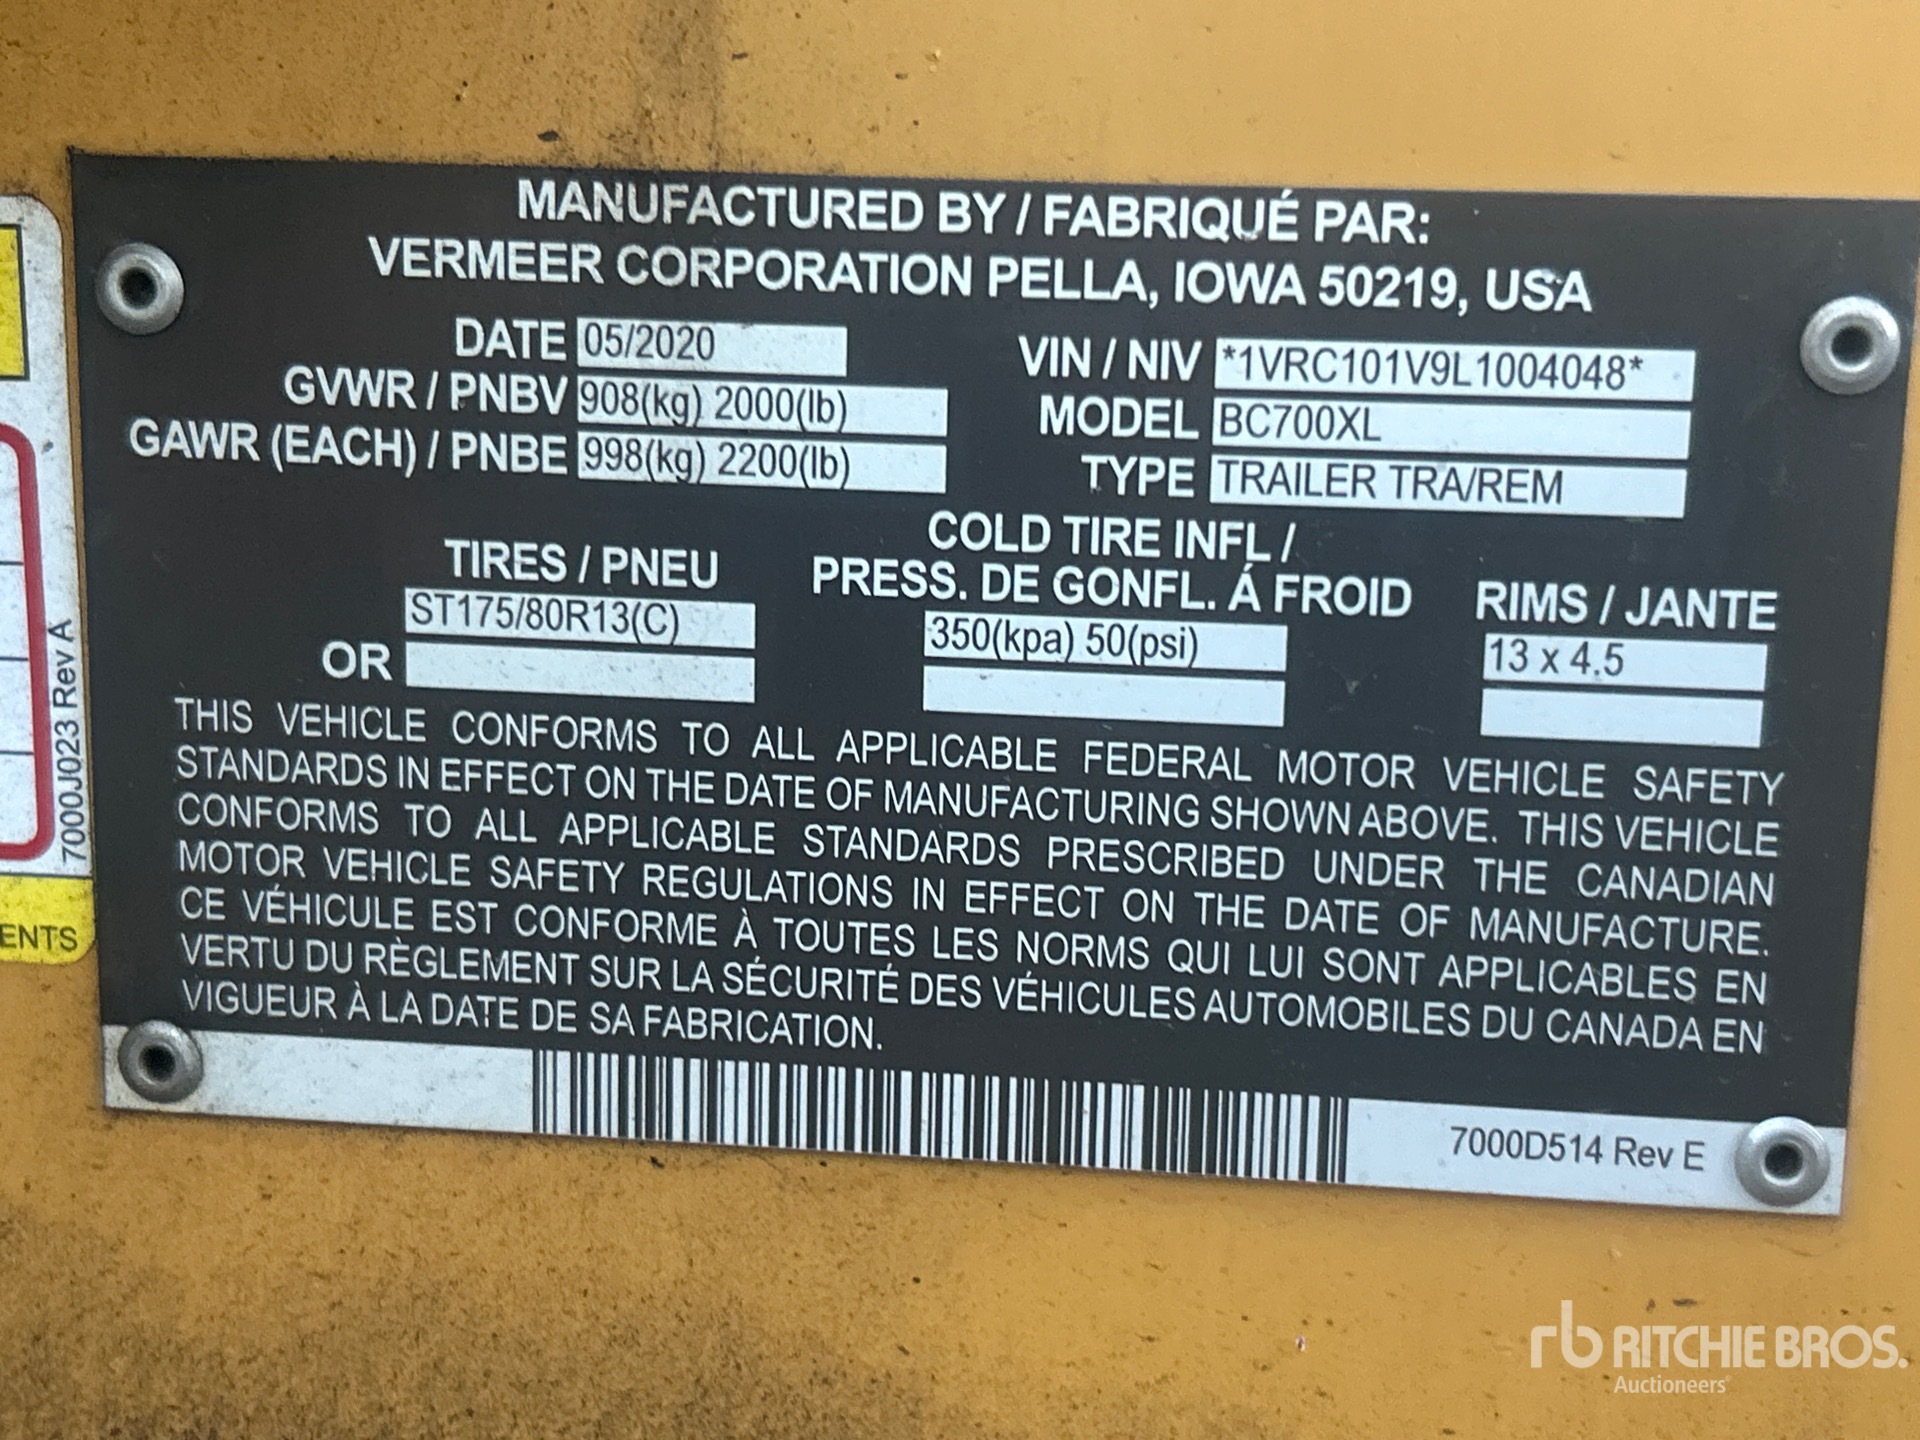 MANUFACTURED BY / FABRIQUÉ PAR:
VERMEER CORPORATION PELLA, IOWA 50219, USA
DATE 05/2020
GVWR / PNBV 908(kg) 2000(lb)
GAWR (EACH) / PNBE 998(kg) 2200(lb)
VIN / NIV *1VRC101V9L1004048*
MODEL BC700XL
TYPE TRAILER TRA/REM
TIRES / PNEU
ST175/80R13(C)
OR
COLD TIRE INFL /
PRESS. DE GONFL. Á FROID
350(kpa) 50(psi)
RIMS / JANTE
13 x 4.5
THIS VEHICLE CONFORMS TO ALL APPLICABLE FEDERAL MOTOR VEHICLE SAFETY
STANDARDS IN EFFECT ON THE DATE OF MANUFACTURING SHOWN ABOVE. THIS VEHICLE
CONFORMS TO ALL APPLICABLE STANDARDS PRESCRIBED UNDER THE CANADIAN
MOTOR VEHICLE SAFETY REGULATIONS IN EFFECT ON THE DATE OF MANUFACTURE.
CE VÉHICULE EST CONFORME À TOUTES LES NORMS QUI LUI SONT APPLICABLES EN
VERTU DU RÈGLEMENT SUR LA SÉCURITÉ DES VÉHICULES AUTOMOBILES DU CANADA EN
VIGUEUR À LA DATE DE SA FABRICATION.
7000D514 Rev E
7000J023 Rev A
ENTS
rb RITCHIE BROS.
Auctioneers